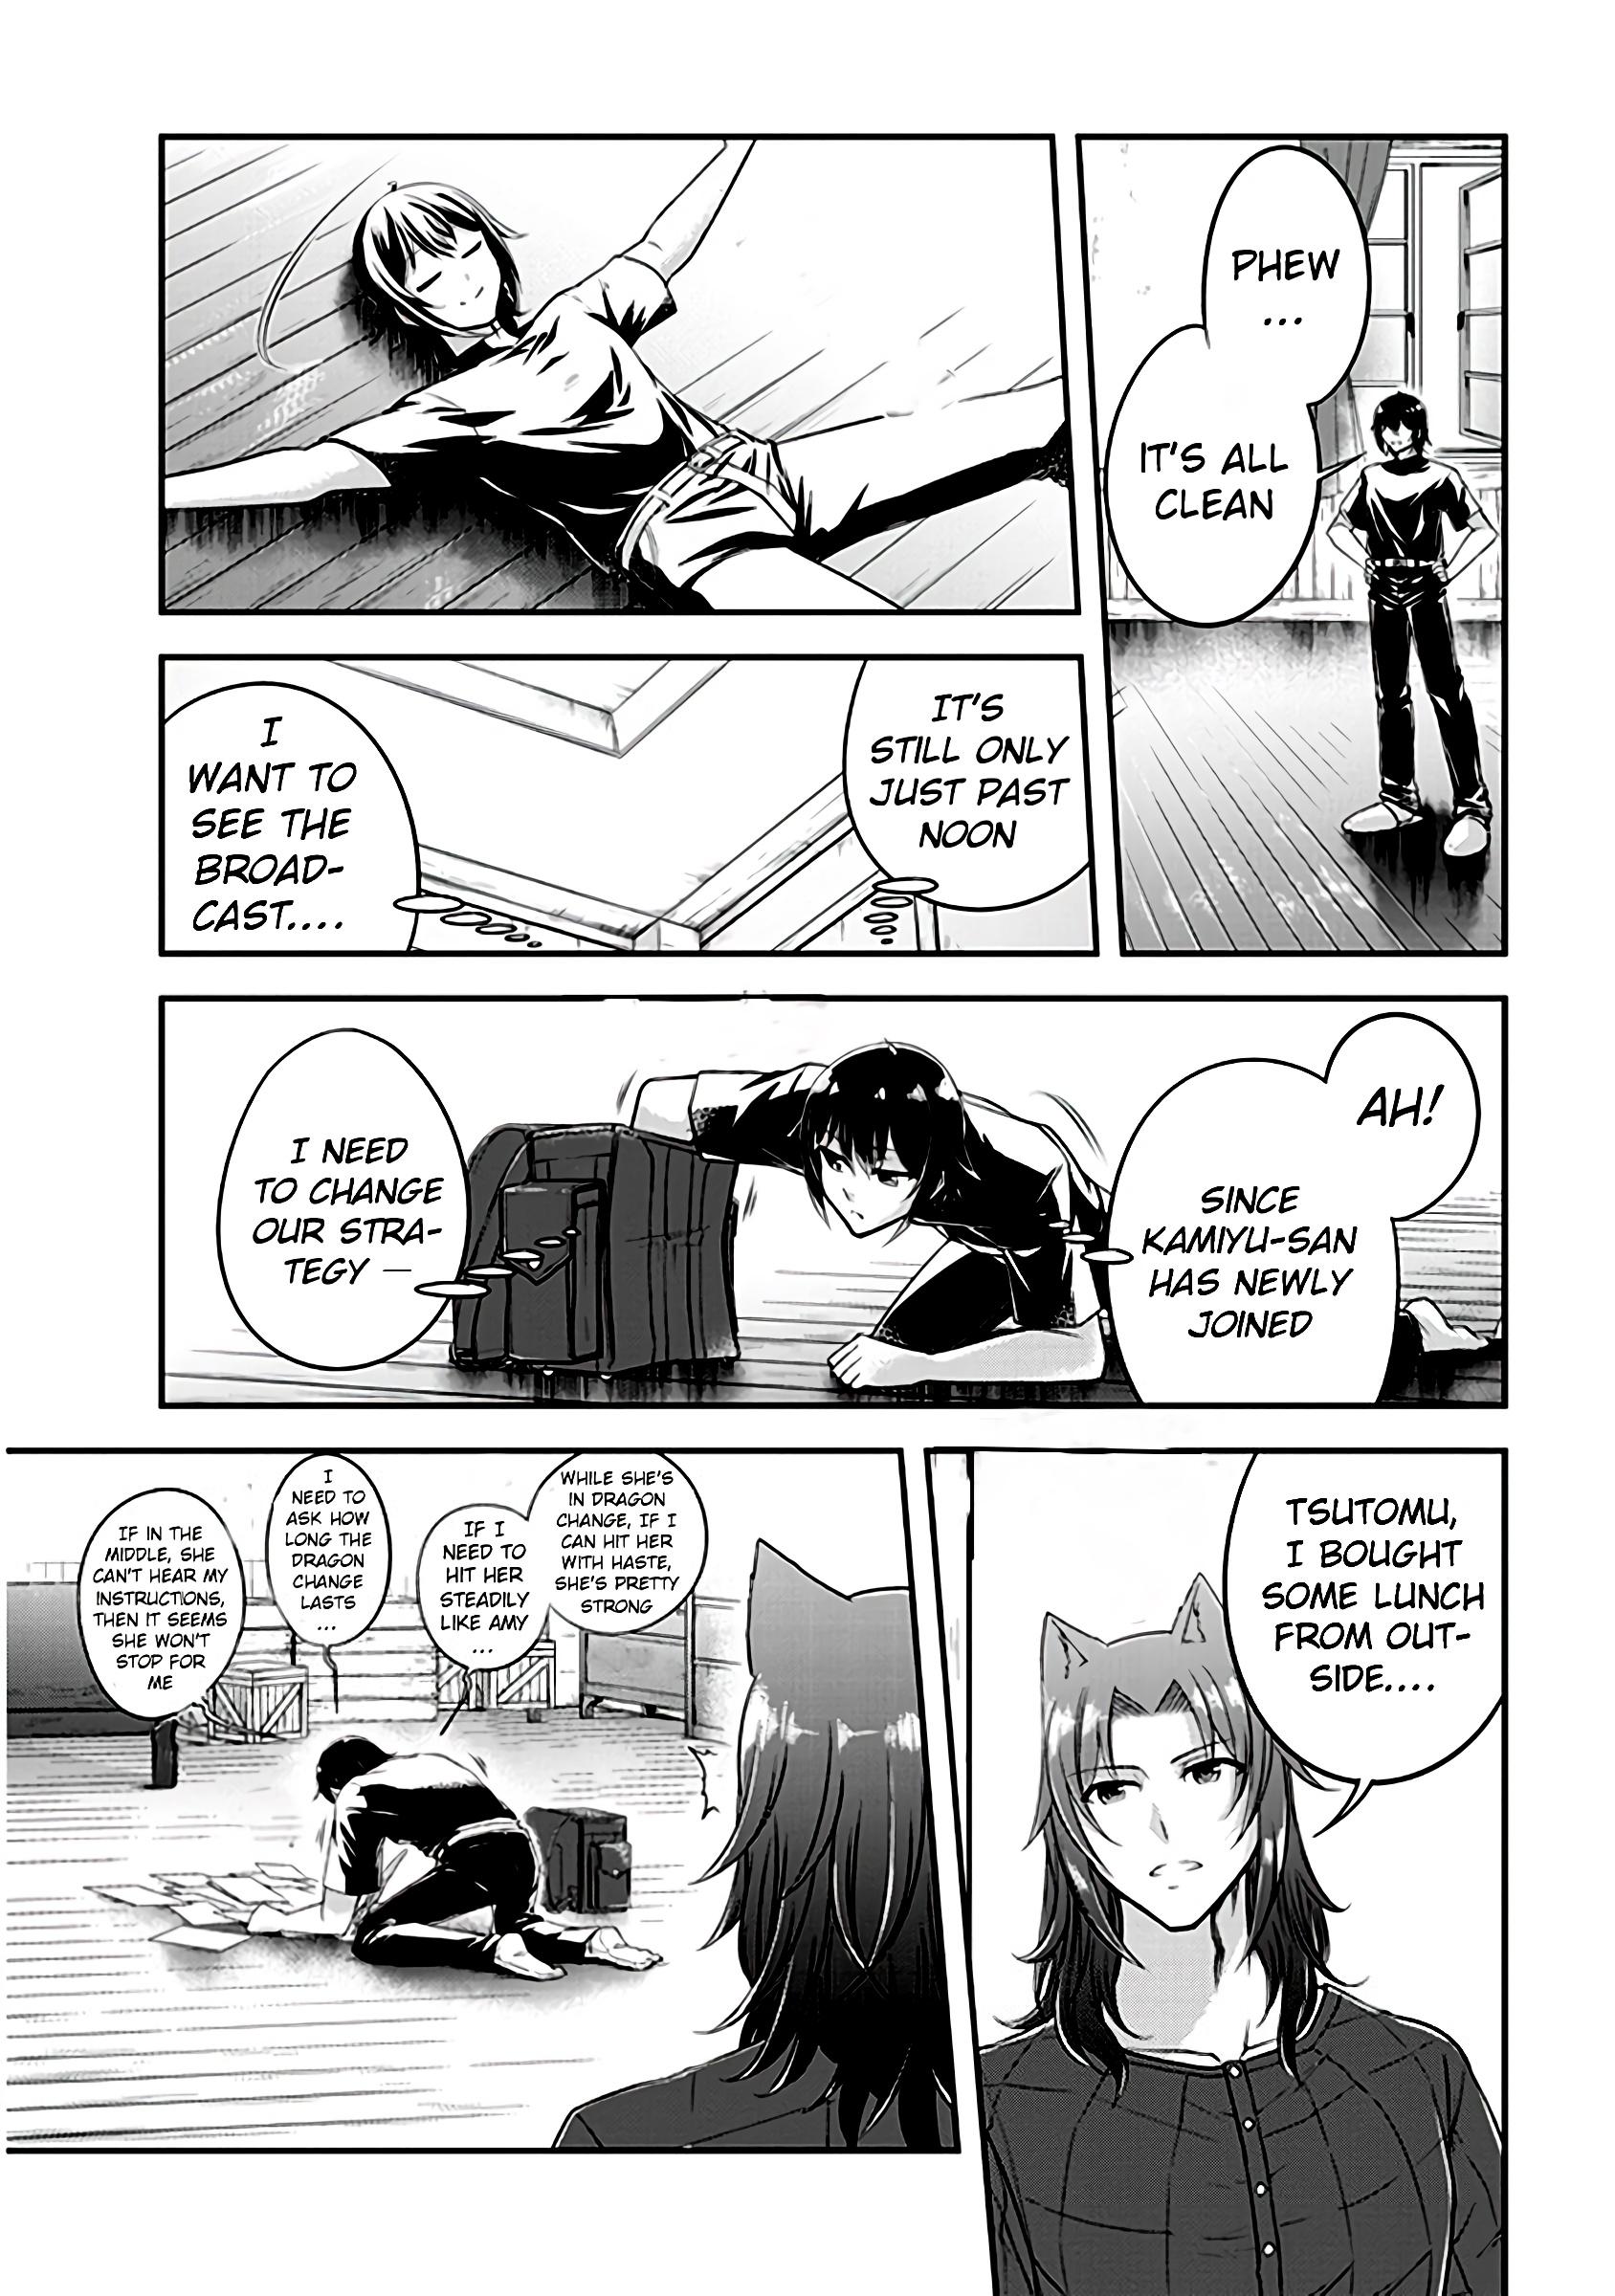 PHEW
...
IT'S ALL
CLEAN
IT'S
STILL ONLY
JUST PAST
NOON
I
WANT TO
SEE THE
BROAD-
CAST....
AH!
SINCE
KAMIYU-SAN
HAS NEWLY
JOINED
I NEED
TO CHANGE
OUR STRA-
TEGY —
TSUTOMU,
I BOUGHT
SOME LUNCH
FROM OUT-
SIDE....
WHILE SHE'S
IN DRAGON
CHANGE, IF I
CAN HIT HER
WITH HASTE,
SHE'S PRETTY
STRONG
IF I
NEED TO
HIT HER
STEADILY
LIKE AMY
...
I
NEED TO
ASK HOW
LONG THE
DRAGON
CHANGE
LASTS
...
IF IN THE
MIDDLE, SHE
CAN'T HEAR MY
INSTRUCTIONS,
THEN IT SEEMS
SHE WON'T
STOP FOR
ME